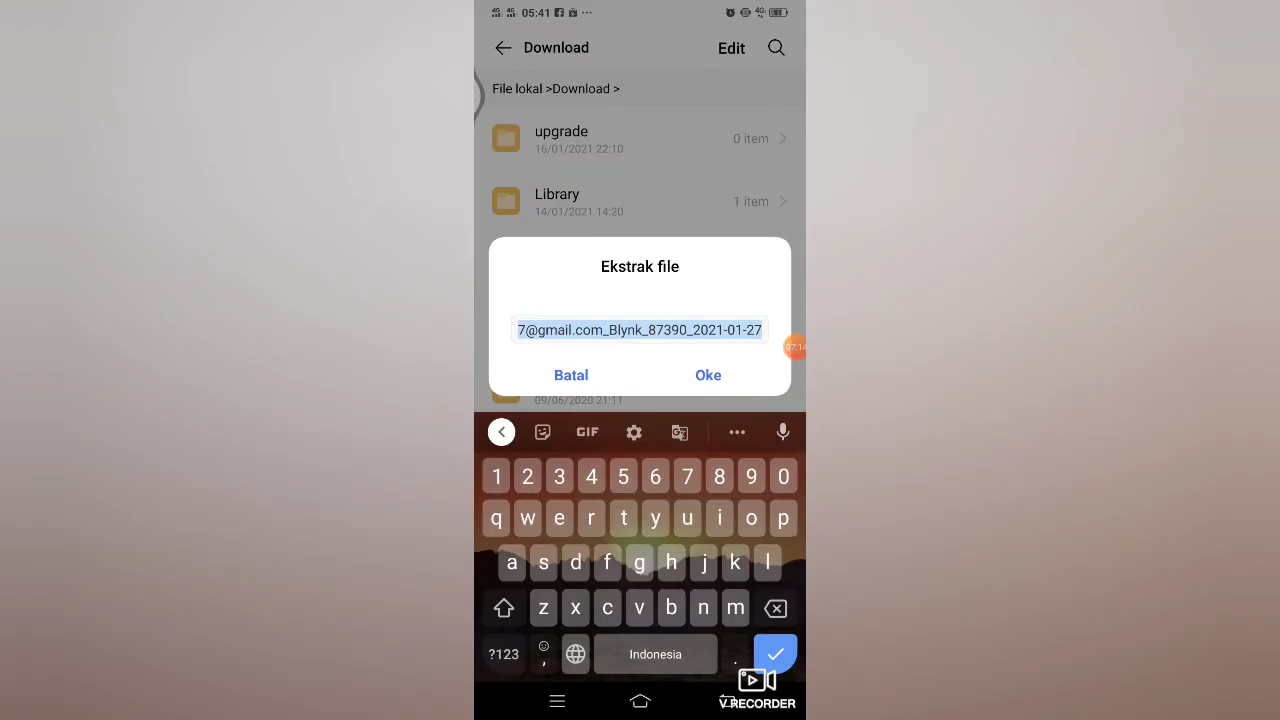 05:41
Download
Edit
File lokal >Download >
upgrade
0 item
16/01/2021 22:10
Library
1 item
14/01/2021 14:20
Ekstrak file
7@gmail.com_Blynk_87390_2021-01-27
07:14
Batal
Oke
09/06/2020 21:11
GIF
1 2 3 4 5 6 7 8 9 0
q w e r t y u i o p
a s d f g h j k l
z x c v b n m
?123 , Indonesia .
V RECORDER